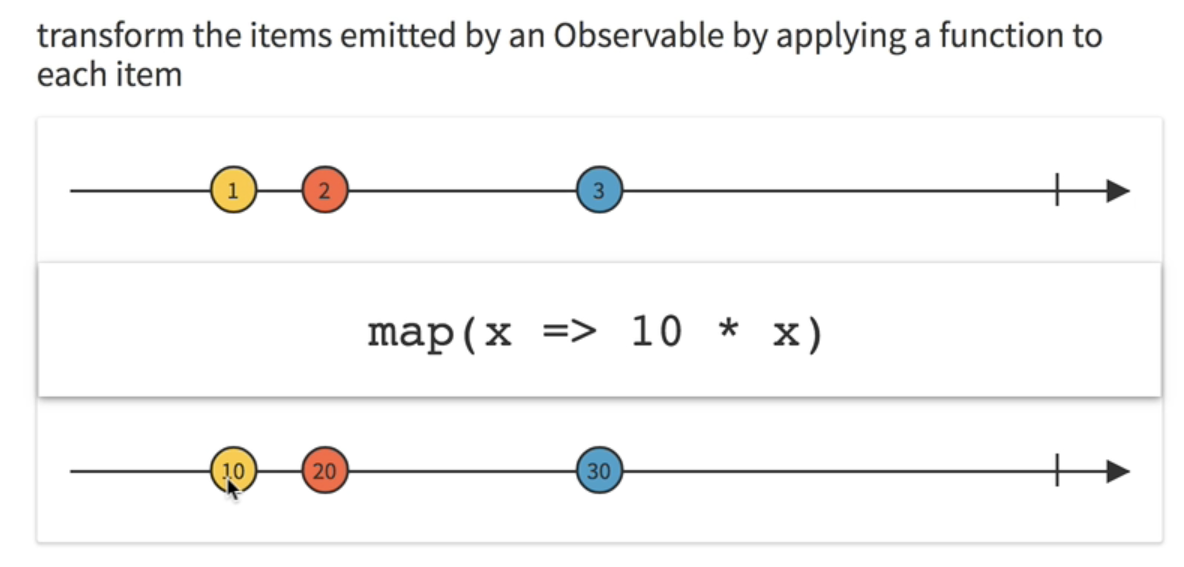 transform the items emitted by an Observable by applying a function to
each item
1 2 3
map(x => 10 * x)
10 20 30